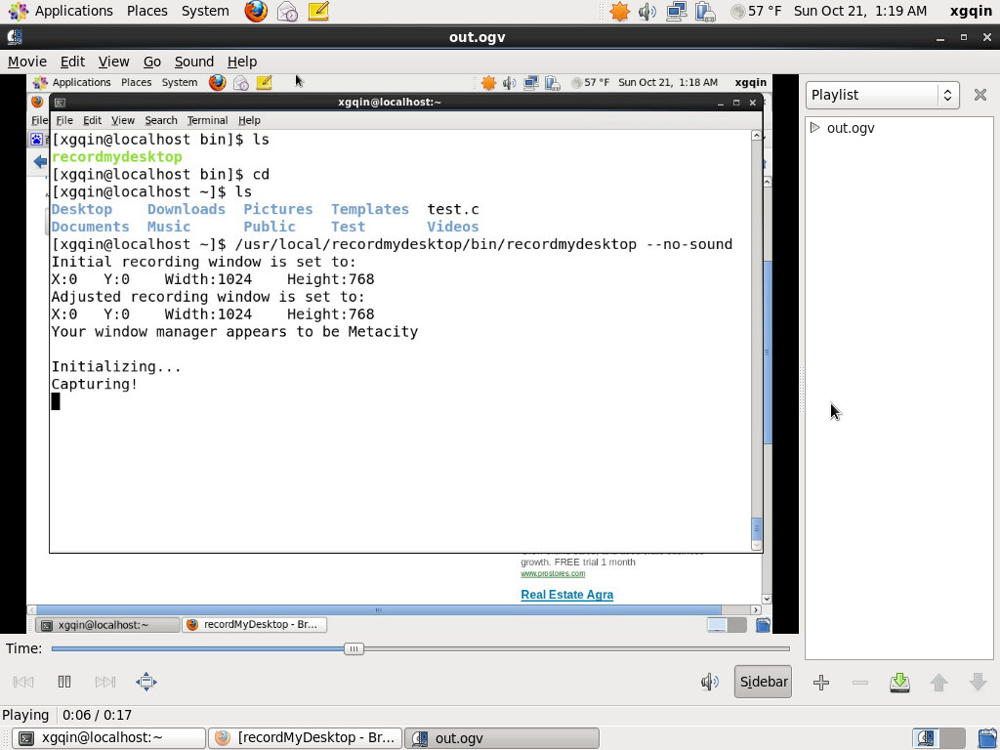 Applications Places System 57 °F Sun Oct 21, 1:19 AM xgqin
out.ogv
Movie Edit View Go Sound Help
Applications Places System 57 °F Sun Oct 21, 1:18 AM xgqin
xgqin@localhost:~
File
File Edit View Search Terminal Help
[xgqin@localhost bin]$ ls
recordmydesktop
[xgqin@localhost bin]$ cd
[xgqin@localhost ~]$ ls
Desktop Downloads Pictures Templates test.c
Documents Music Public Test Videos
[xgqin@localhost ~]$ /usr/local/recordmydesktop/bin/recordmydesktop --no-sound
Initial recording window is set to:
X:0 Y:0 Width:1024 Height:768
Adjusted recording window is set to:
X:0 Y:0 Width:1024 Height:768
Your window manager appears to be Metacity
Initializing...
Capturing!
growth. FREE trial 1 month
www.prostores.com
Real Estate Agra
xgqin@localhost:~ recordMyDesktop - Br...
Playlist
out.ogv
Time:
Sidebar
Playing 0:06 / 0:17
xgqin@localhost:~ [recordMyDesktop - Br... out.ogv